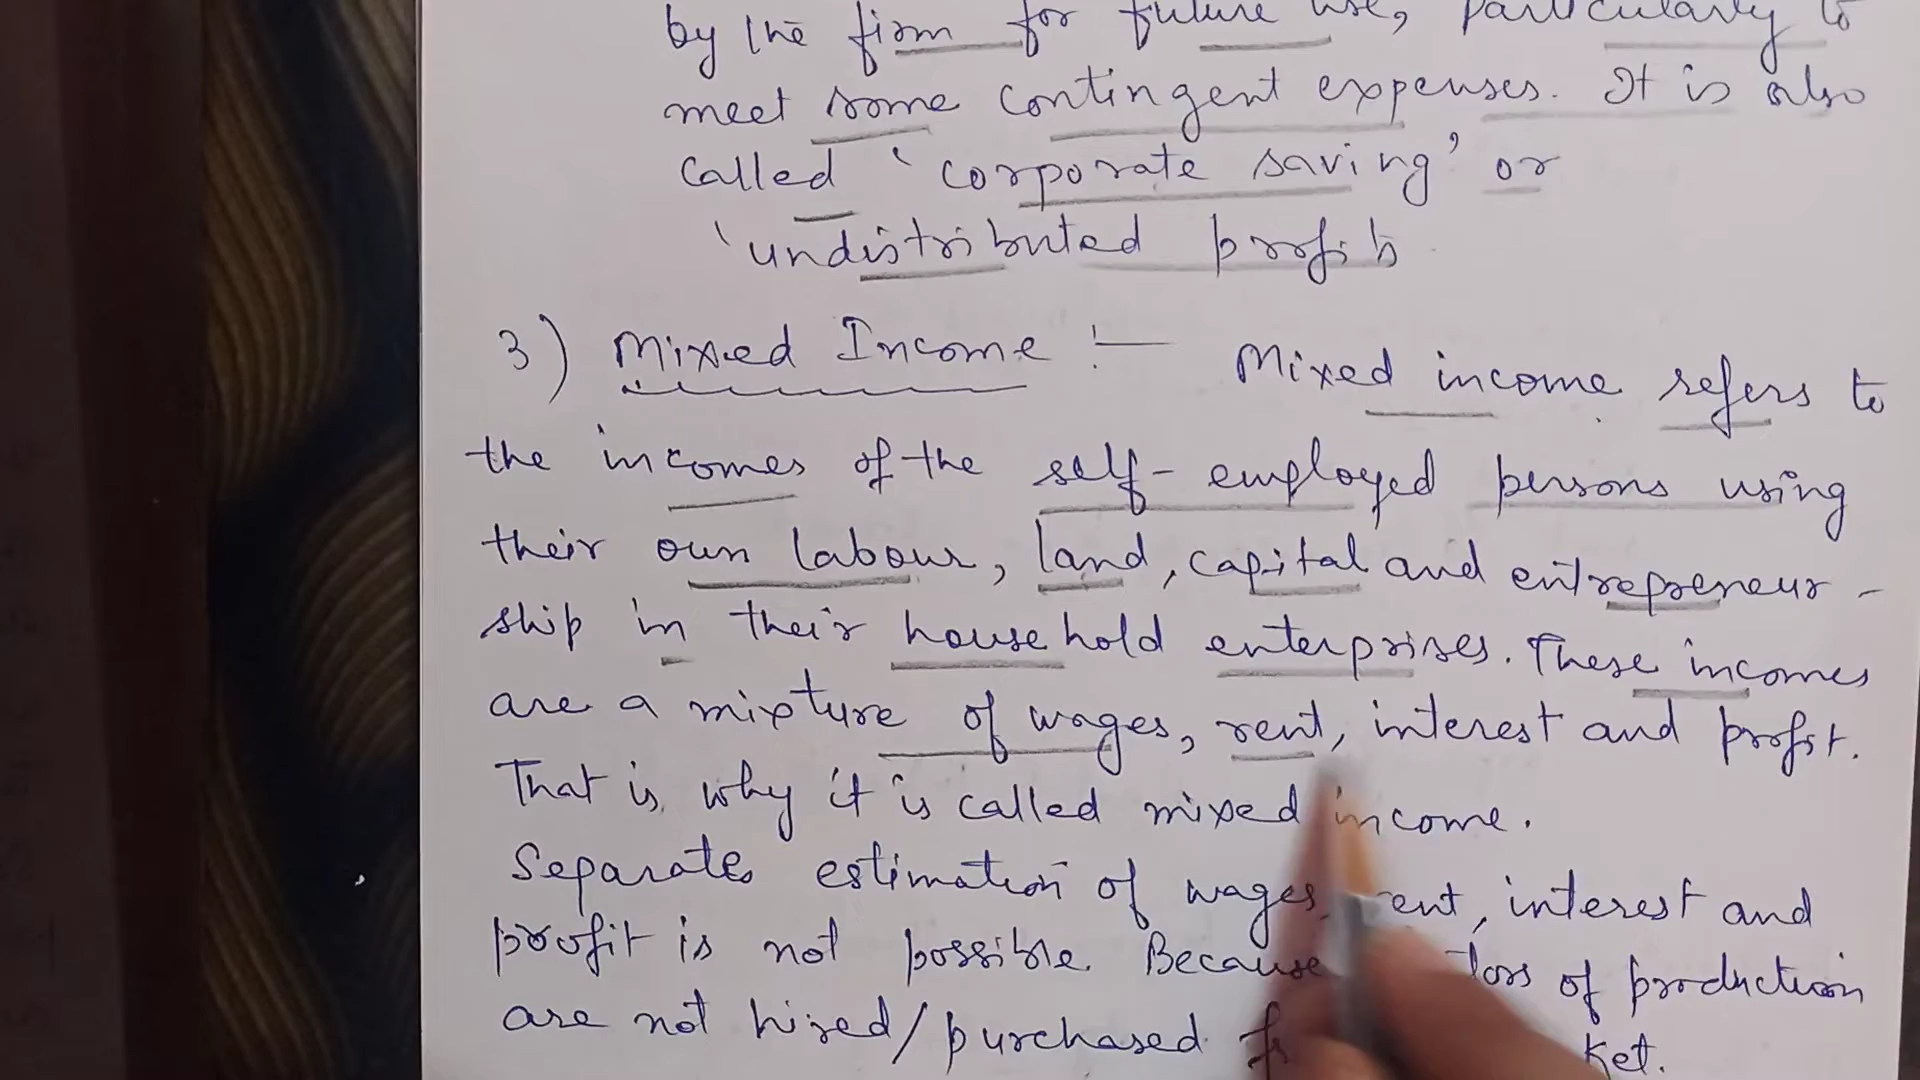 by the firm for future use, particularly to
meet some contingent expenses. It is also
called 'corporate saving' or
'undistributed profits
3) Mixed Income :- Mixed income refers to
the incomes of the self-employed persons using
their own labour, land, capital and entrepreneur-
ship in their household enterprises. These incomes
are a mixture of wages, rent, interest and profit.
That is why it is called mixed income.
Separate estimation of wages, rent, interest and
profit is not possible. Because of production
are not hired/purchased